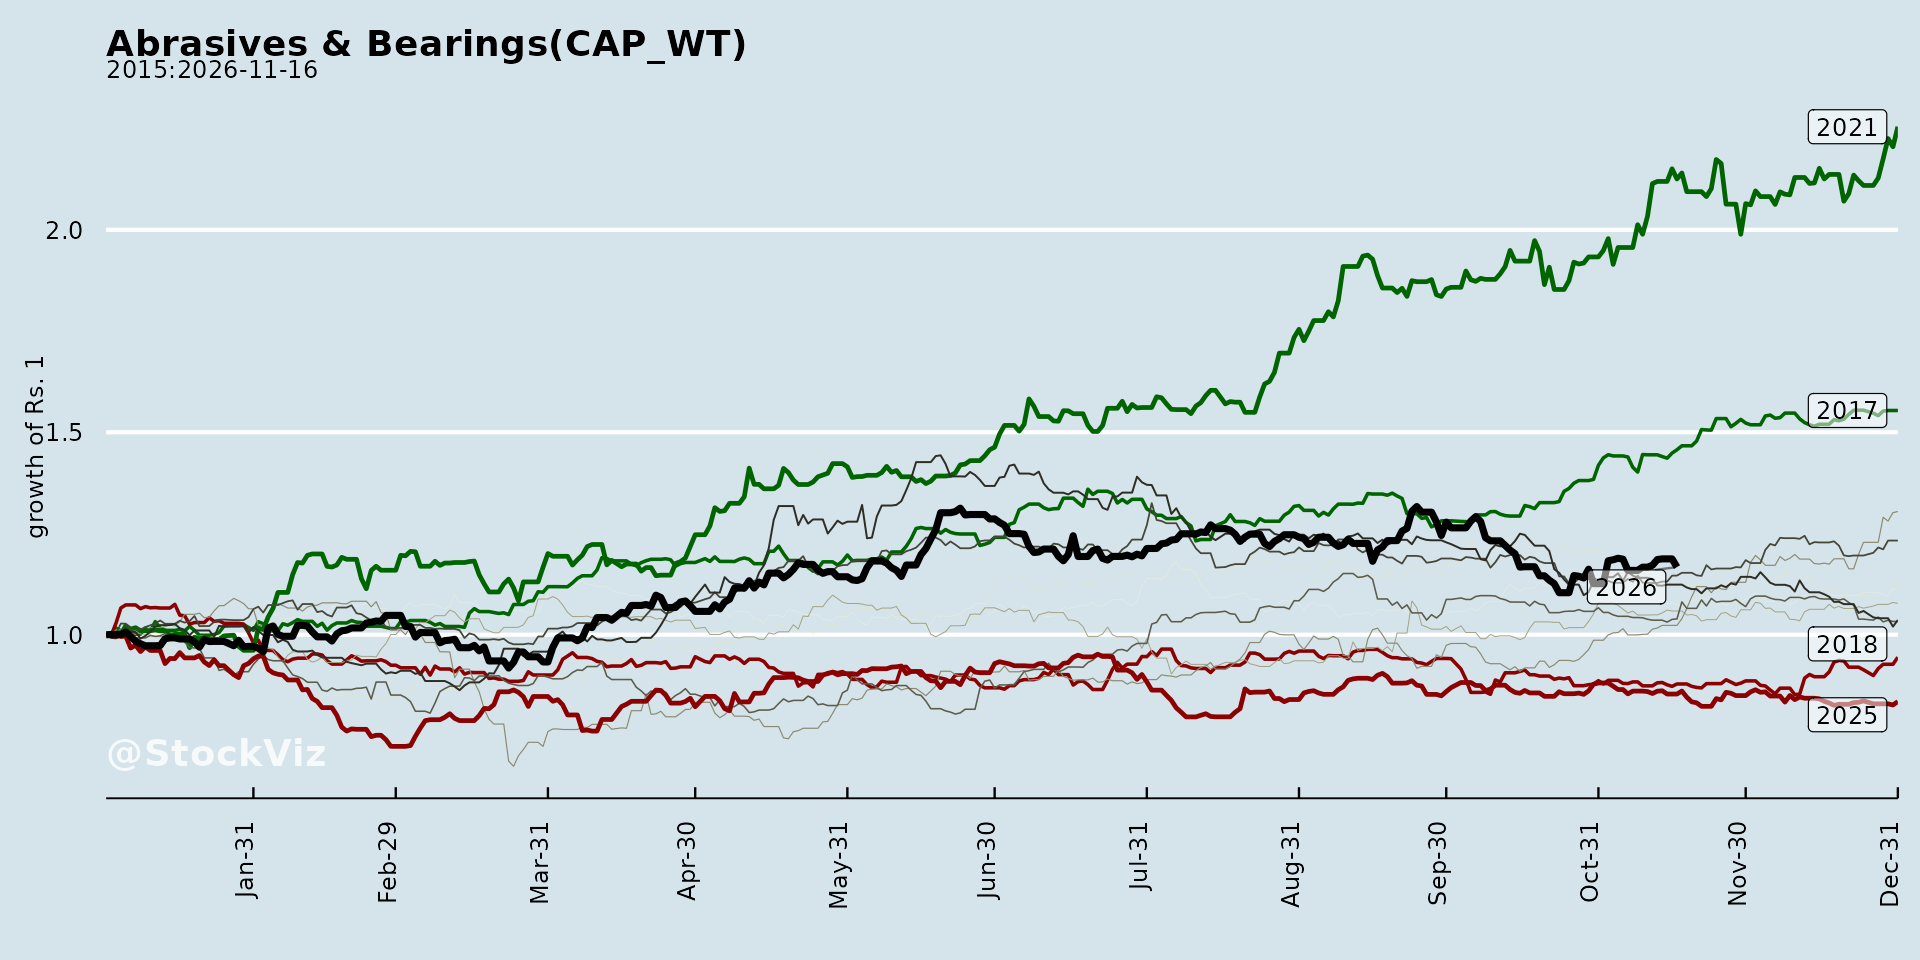 Abrasives & Bearings(CAP_WT)
2015:2026-11-16
growth of Rs. 1
2.0
1.5
1.0
2021
2017
2026
2018
2025
@StockViz
Jan-31
Feb-29
Mar-31
Apr-30
May-31
Jun-30
Jul-31
Aug-31
Sep-30
Oct-31
Nov-30
Dec-31